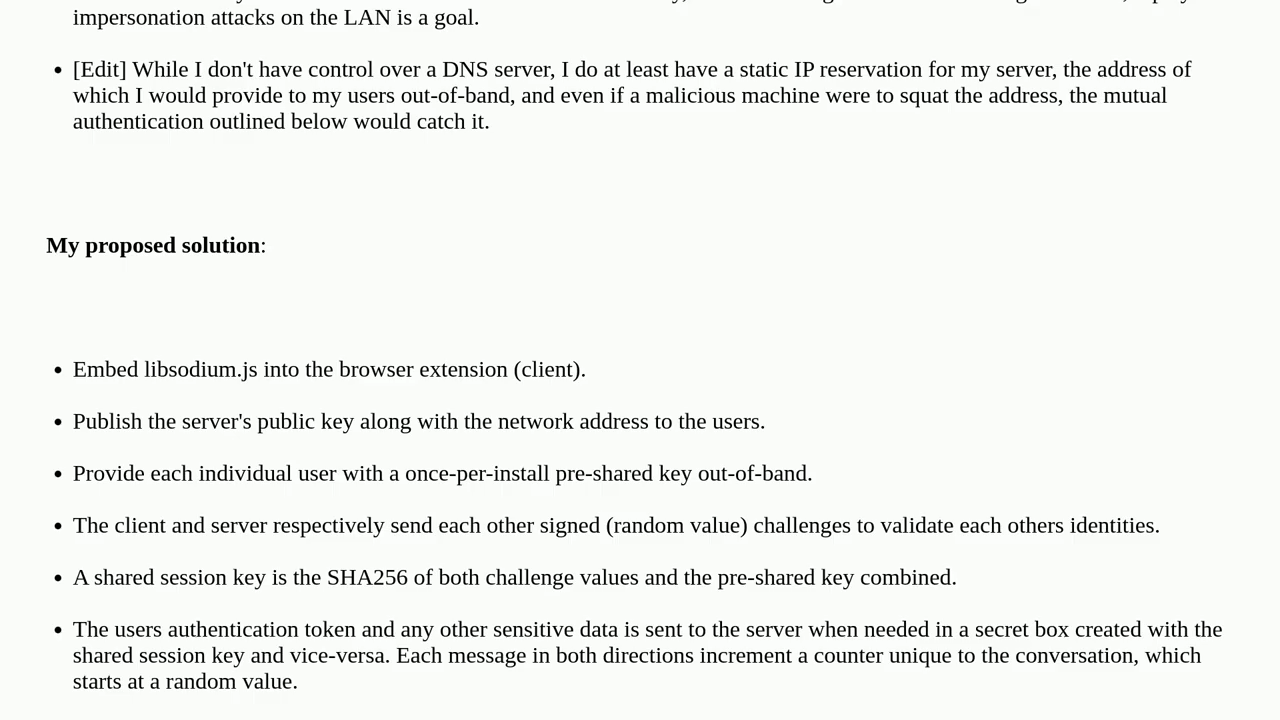 impersonation attacks on the LAN is a goal.
• [Edit] While I don't have control over a DNS server, I do at least have a static IP reservation for my server, the address of
which I would provide to my users out-of-band, and even if a malicious machine were to squat the address, the mutual
authentication outlined below would catch it.
My proposed solution:
• Embed libsodium.js into the browser extension (client).
• Publish the server's public key along with the network address to the users.
• Provide each individual user with a once-per-install pre-shared key out-of-band.
• The client and server respectively send each other signed (random value) challenges to validate each others identities.
• A shared session key is the SHA256 of both challenge values and the pre-shared key combined.
• The users authentication token and any other sensitive data is sent to the server when needed in a secret box created with the
shared session key and vice-versa. Each message in both directions increment a counter unique to the conversation, which
starts at a random value.